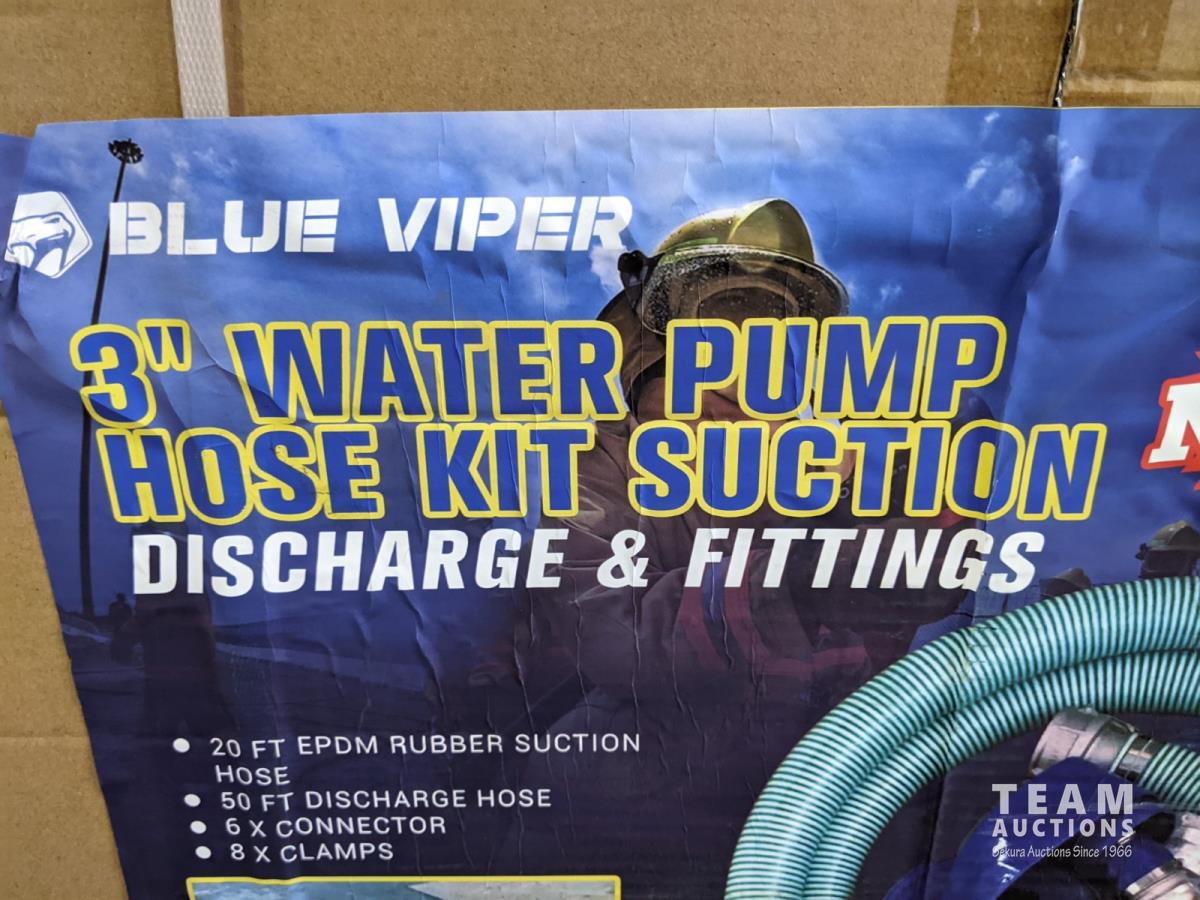 BLUE VIPER
3" WATER PUMP
HOSE KIT SUCTION
DISCHARGE & FITTINGS
• 20 FT EPDM RUBBER SUCTION
HOSE
• 50 FT DISCHARGE HOSE
• 6 X CONNECTOR
• 8 X CLAMPS
TEAM
AUCTIONS
Dekura Auctions Since 1966